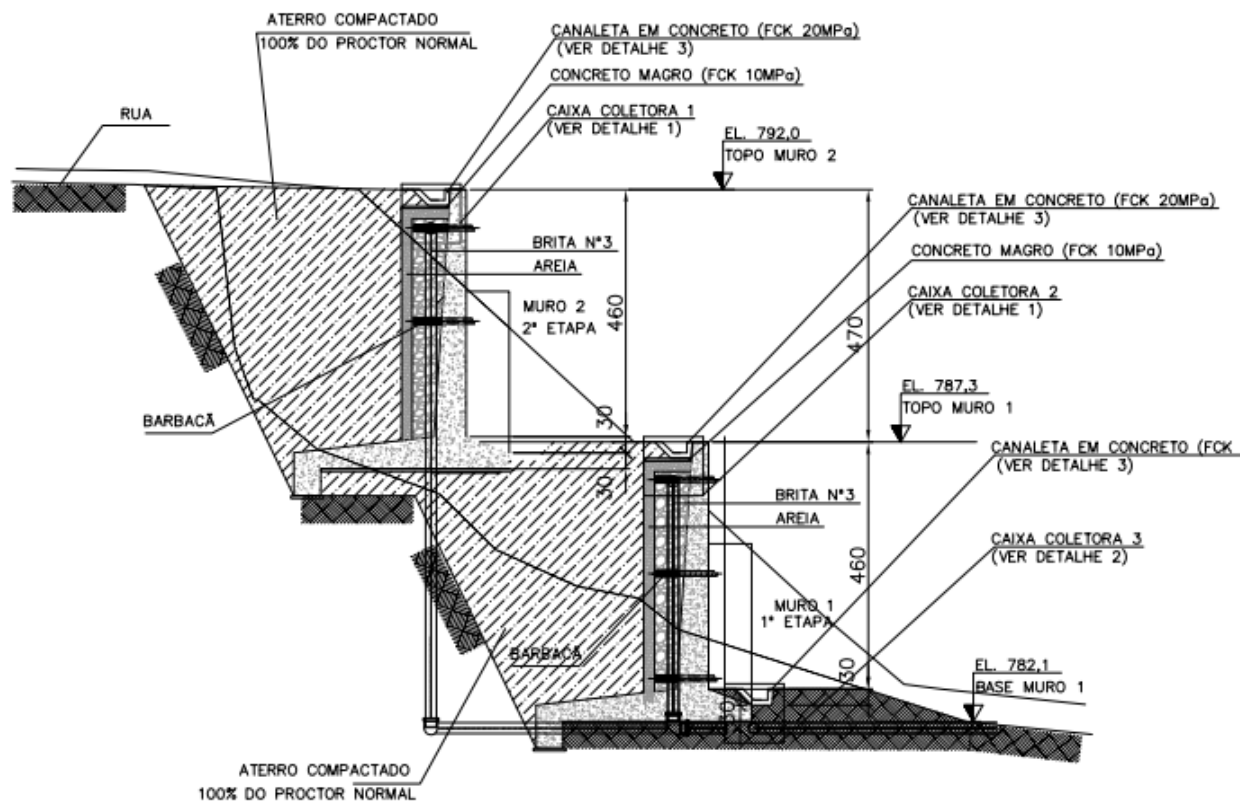 ATERRO COMPACTADO
100% DO PROCTOR NORMAL
CANALETA EM CONCRETO (FCK 20MPa)
(VER DETALHE 3)
CONCRETO MAGRO (FCK 10MPa)
CAIXA COLETORA 1
(VER DETALHE 1)
RUA
EL. 792,0
TOPO MURO 2
CANALETA EM CONCRETO (FCK 20MPa)
(VER DETALHE 3)
CONCRETO MAGRO (FCK 10MPa)
CAIXA COLETORA 2
(VER DETALHE 1)
BRITA N°3
AREIA
MURO 2
2ª ETAPA
460
470
BARBACÃ
30
EL. 787,3
TOPO MURO 1
CANALETA EM CONCRETO (FCK
(VER DETALHE 3)
30
BRITA N°3
AREIA
CAIXA COLETORA 3
(VER DETALHE 2)
460
MURO 1
1ª ETAPA
BARBACÃ
30
EL. 782,1
BASE MURO 1
ATERRO COMPACTADO
100% DO PROCTOR NORMAL